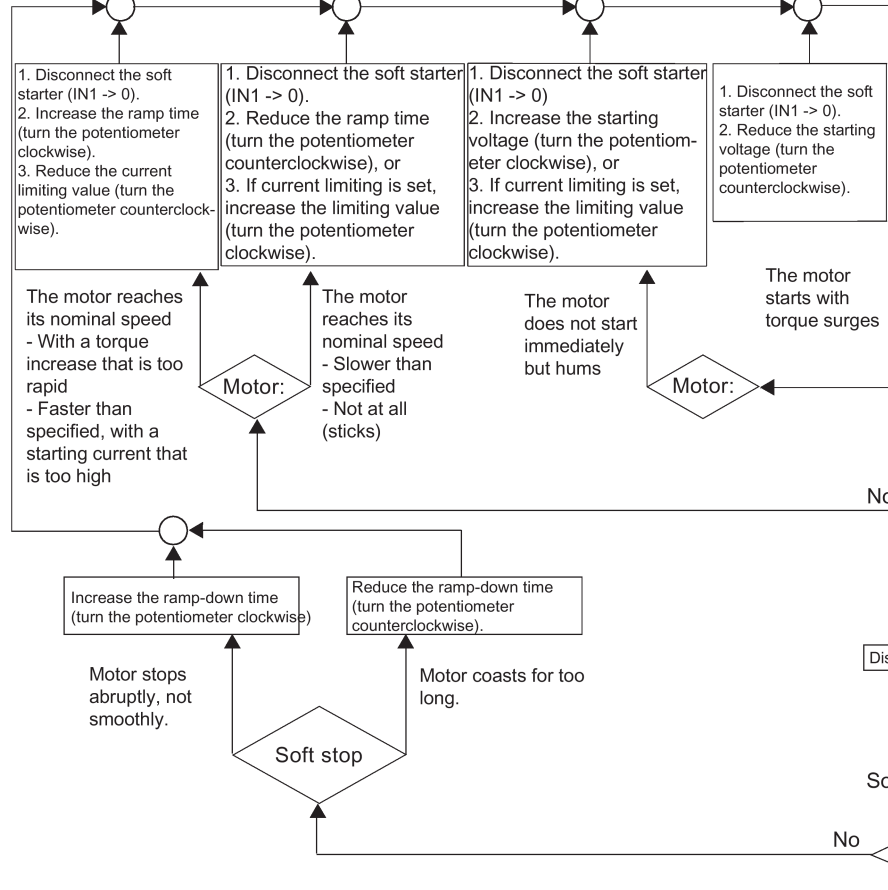 1. Disconnect the soft
starter (IN1 -> 0).
2. Increase the ramp time
(turn the potentiometer
clockwise).
3. Reduce the current
limiting value (turn the
potentiometer counterclock-
wise).
1. Disconnect the soft starter
(IN1 -> 0).
2. Reduce the ramp time
(turn the potentiometer
counterclockwise), or
3. If current limiting is set,
increase the limiting value
(turn the potentiometer
clockwise).
1. Disconnect the soft starter
(IN1 -> 0)
2. Increase the starting
voltage (turn the potentiom-
eter clockwise), or
3. If current limiting is set,
increase the limiting value
(turn the potentiometer
clockwise).
1. Disconnect the soft
starter (IN1 -> 0).
2. Reduce the starting
voltage (turn the
potentiometer
counterclockwise).
The motor reaches
its nominal speed
- With a torque
increase that is too
rapid
- Faster than
specified, with a
starting current that
is too high
Motor:
The motor
reaches its
nominal speed
- Slower than
specified
- Not at all
(sticks)
The motor
does not start
immediately
but hums
Motor:
The motor
starts with
torque surges
No
Increase the ramp-down time
(turn the potentiometer clockwise)
Reduce the ramp-down time
(turn the potentiometer
counterclockwise).
Motor stops
abruptly, not
smoothly.
Motor coasts for too
long.
Soft stop
No